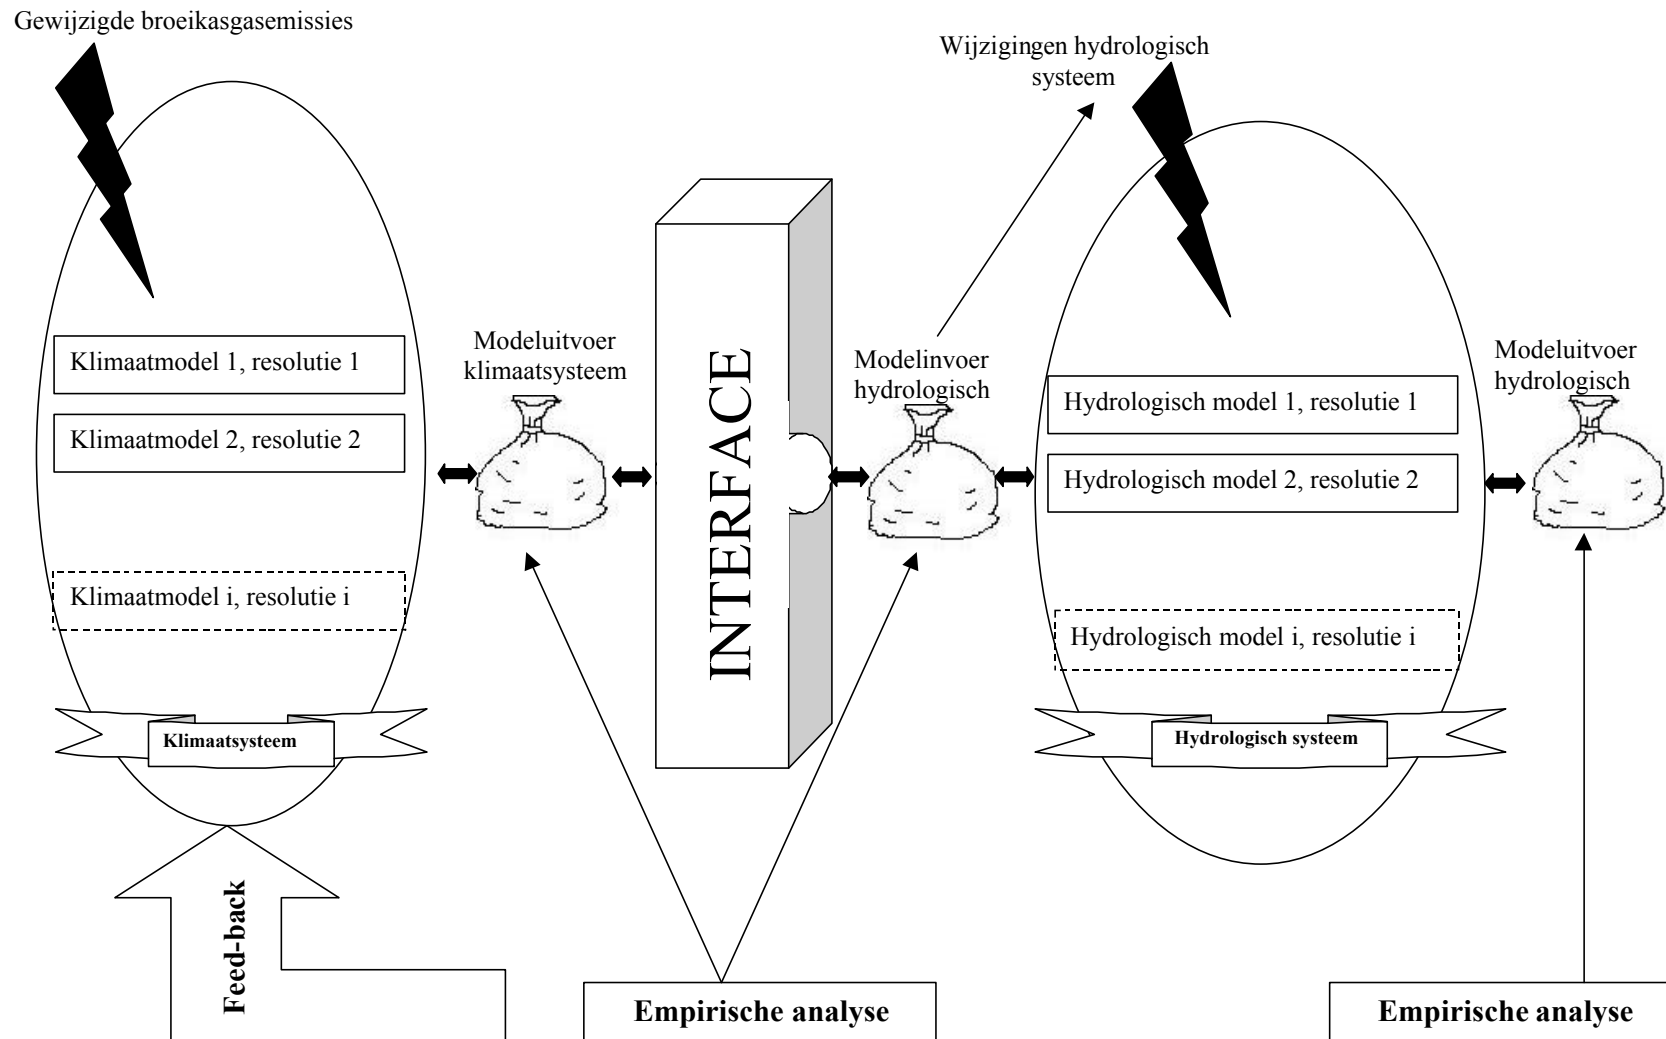 Gewijzigde broeikasgasemissies
Wijzigingen hydrologisch
systeem
Klimaatmodel 1, resolutie 1
Klimaatmodel 2, resolutie 2
Klimaatmodel i, resolutie i
Klimaatsysteem
Modeluitvoer
klimaatsysteem
INTERFACE
Modelinvoer
hydrologisch
Hydrologisch model 1, resolutie 1
Hydrologisch model 2, resolutie 2
Hydrologisch model i, resolutie i
Hydrologisch systeem
Modeluitvoer
hydrologisch
Feed-back
Empirische analyse
Empirische analyse